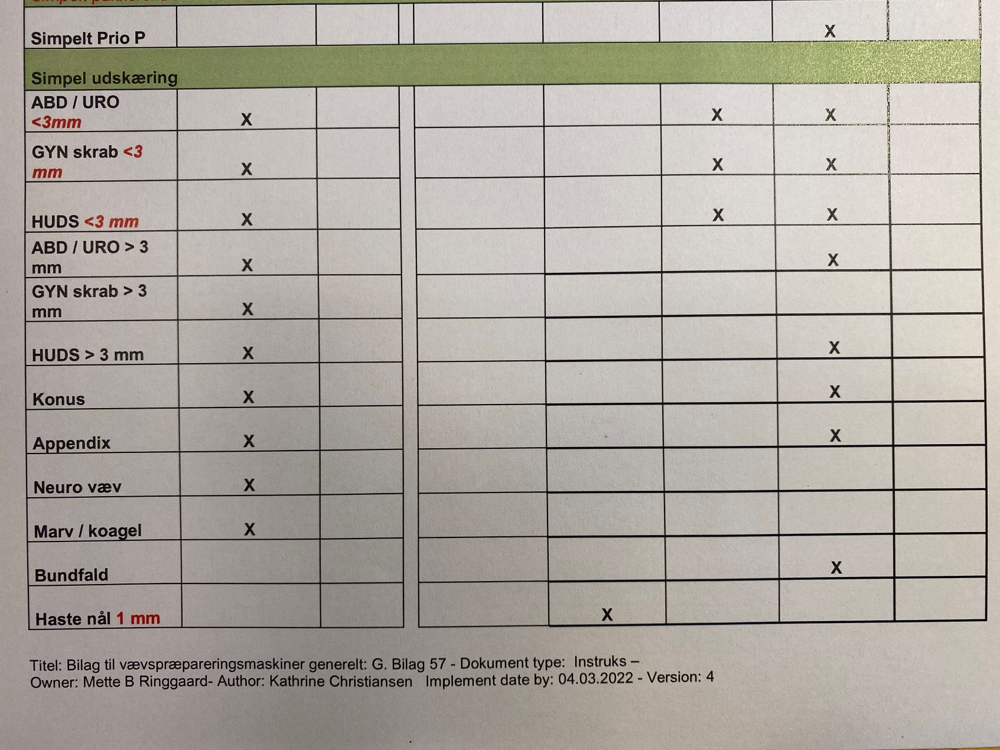 Simpelt Prio P X
Simpel udskæring
ABD / URO
<3mm X X X
GYN skrab <3
mm X X X
HUDS <3 mm X X X
ABD / URO > 3
mm X X
GYN skrab > 3
mm X
HUDS > 3 mm X X
Konus X X
Appendix X X
Neuro væv X
Marv / koagel X
Bundfald X
Haste nål 1 mm X
Titel: Bilag til vævspræpareringsmaskiner generelt: G. Bilag 57 - Dokument type: Instruks –
Owner: Mette B Ringgaard- Author: Kathrine Christiansen Implement date by: 04.03.2022 - Version: 4